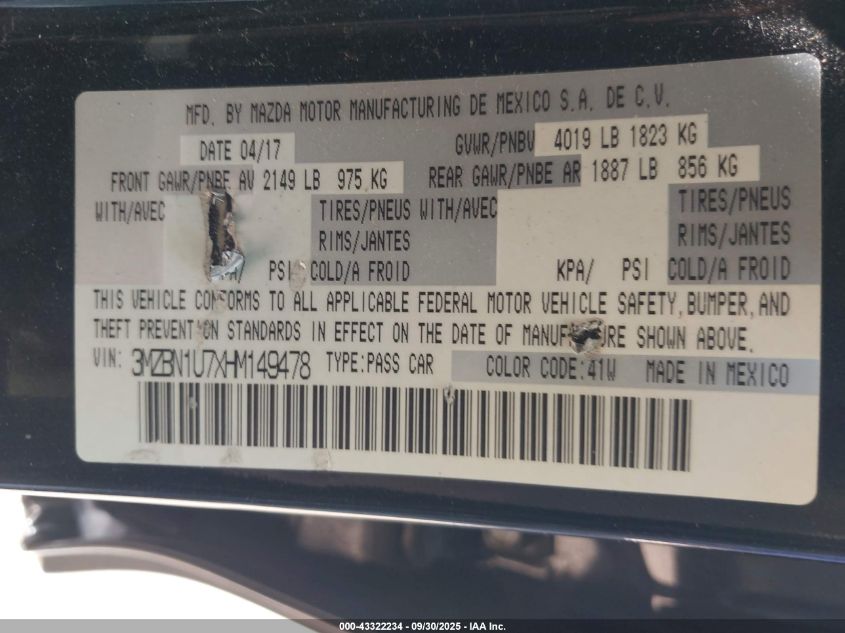 MFD. BY MAZDA MOTOR MANUFACTURING DE MEXICO S.A. DE C.V.
DATE 04/17 GVWR/PNBV 4019 LB 1823 KG
FRONT GAWR/PNBE AV 2149 LB 975 KG REAR GAWR/PNBE AR 1887 LB 856 KG
WITH/AVEC TIRES/PNEUS WITH/AVEC TIRES/PNEUS
RIMS/JANTES RIMS/JANTES
PSI COLD/A FROID KPA/ PSI COLD/A FROID
THIS VEHICLE CONFORMS TO ALL APPLICABLE FEDERAL MOTOR VEHICLE SAFETY, BUMPER, AND
THEFT PREVENTION STANDARDS IN EFFECT ON THE DATE OF SHOWN ABOVE.
VIN: 3MZBN1U7XHM149478 TYPE:PASS CAR COLOR CODE:41W MADE IN MEXICO
000-43322234 - 09/30/2025 - IAA Inc.